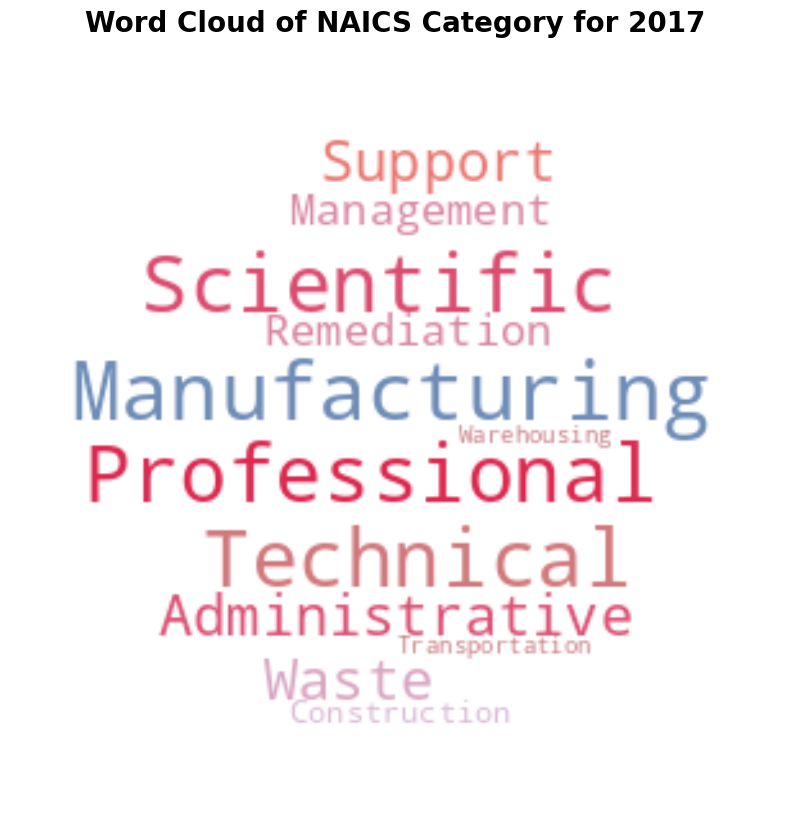 Word Cloud of NAICS Category for 2017
Support
Management
Scientific
Remediation
Manufacturing
Warehousing
Professional
Technical
Administrative
Transportation
Waste
Construction